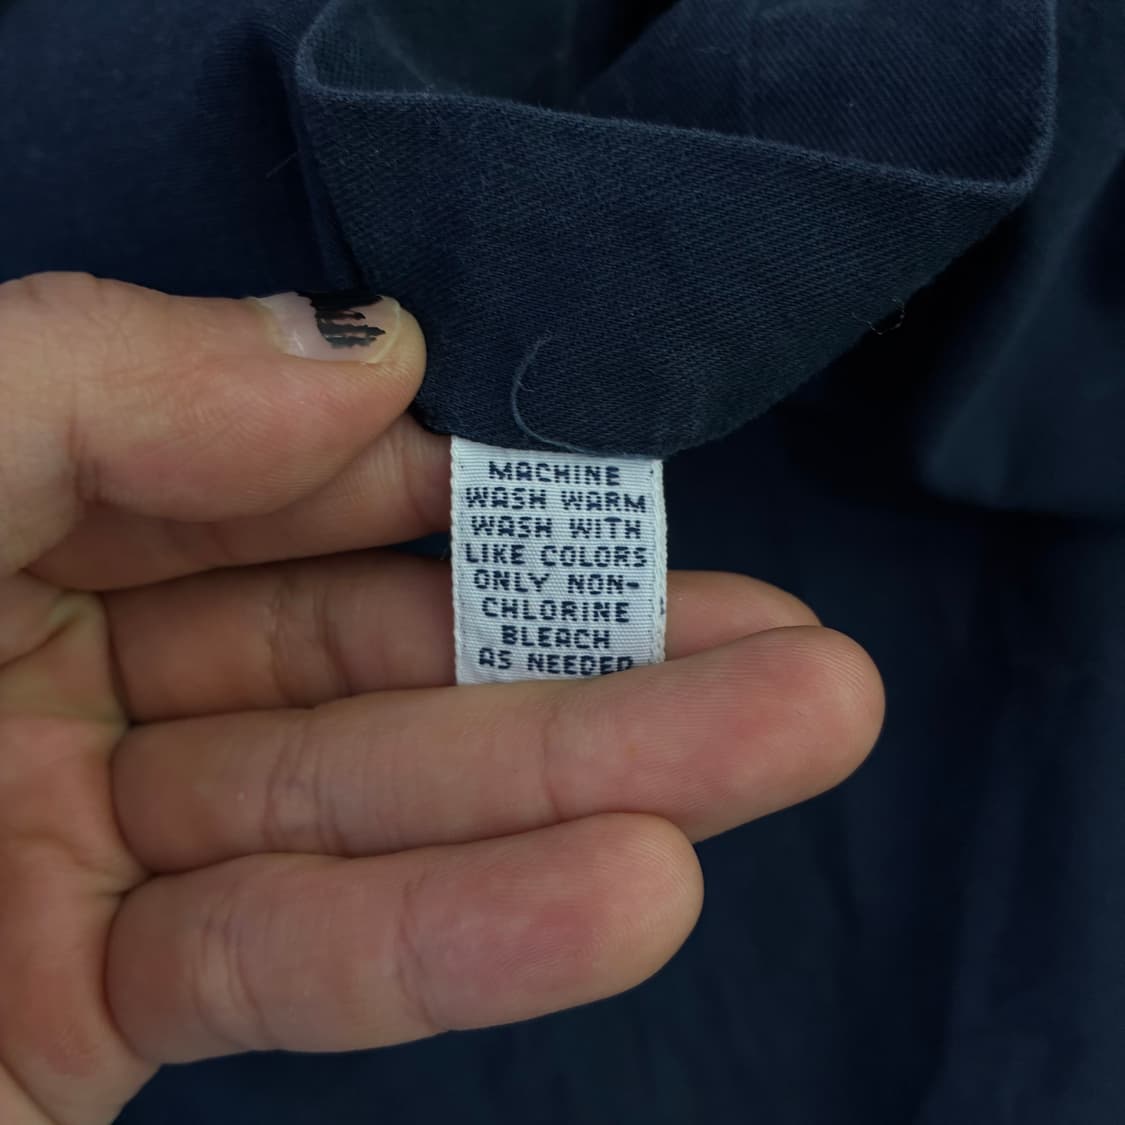 MACHINE
WASH WARM
WASH WITH
LIKE COLORS
ONLY NON-
CHLORINE
BLEACH
AS NEEDED